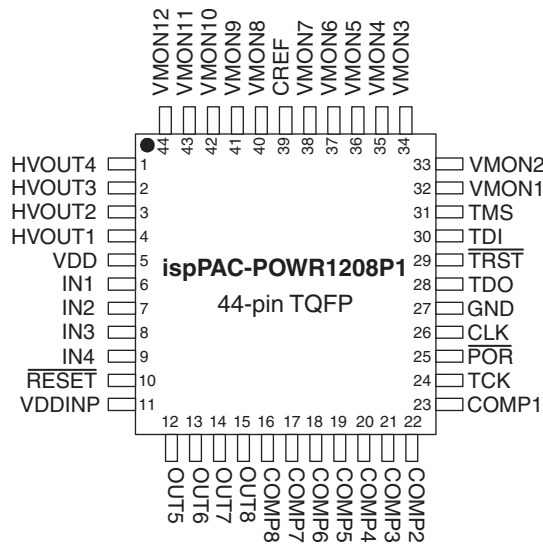 VMON12
VMON11
VMON10
VMON9
VMON8
CREF
VMON7
VMON6
VMON5
VMON4
VMON3
44
43
42
41
40
39
38
37
36
35
34
HVOUT4 1
HVOUT3 2
HVOUT2 3
HVOUT1 4
VDD 5
IN1 6
IN2 7
IN3 8
IN4 9
RESET 10
VDDINP 11
ispPAC-POWR1208P1
44-pin TQFP
33 VMON2
32 VMON1
31 TMS
30 TDI
29 TRST
28 TDO
27 GND
26 CLK
25 POR
24 TCK
23 COMP1
12 13 14 15 16 17 18 19 20 21 22
OUT5
OUT6
OUT7
OUT8
COMP8
COMP7
COMP6
COMP5
COMP4
COMP3
COMP2